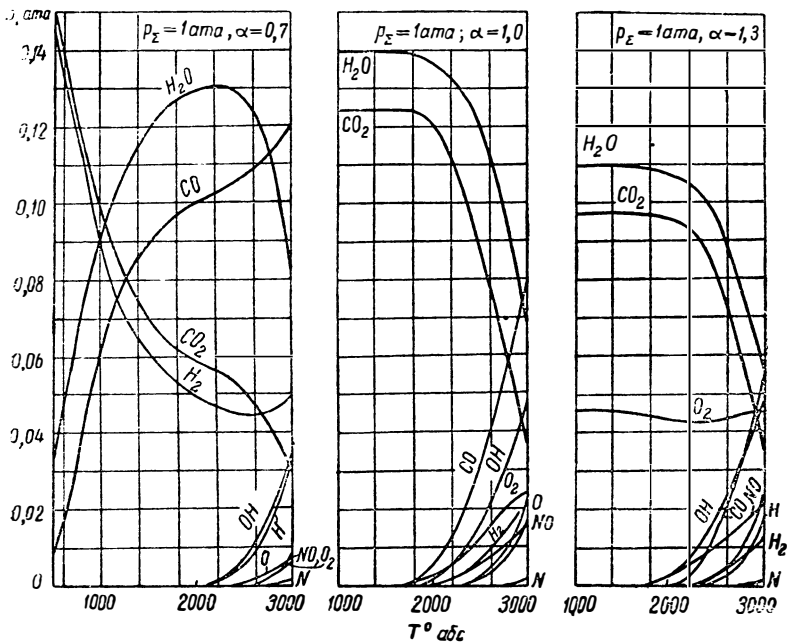 p, ата
p_Σ = 1 ата, α = 0,7
p_Σ = 1 ата; α = 1,0
p_Σ = 1 ата, α = 1,3
0,14
0,12
0,10
0,08
0,06
0,04
0,02
0
H₂O
CO
CO₂
H₂
OH
H
O
NO,O₂
N
H₂O
CO₂
CO
OH
O₂
H₂
O
NO
N
H₂O
CO₂
O₂
OH
CO
NO
H
H₂
N
1000
2000
3000
1000
2000
3000
1000
2000
3000
T° абс